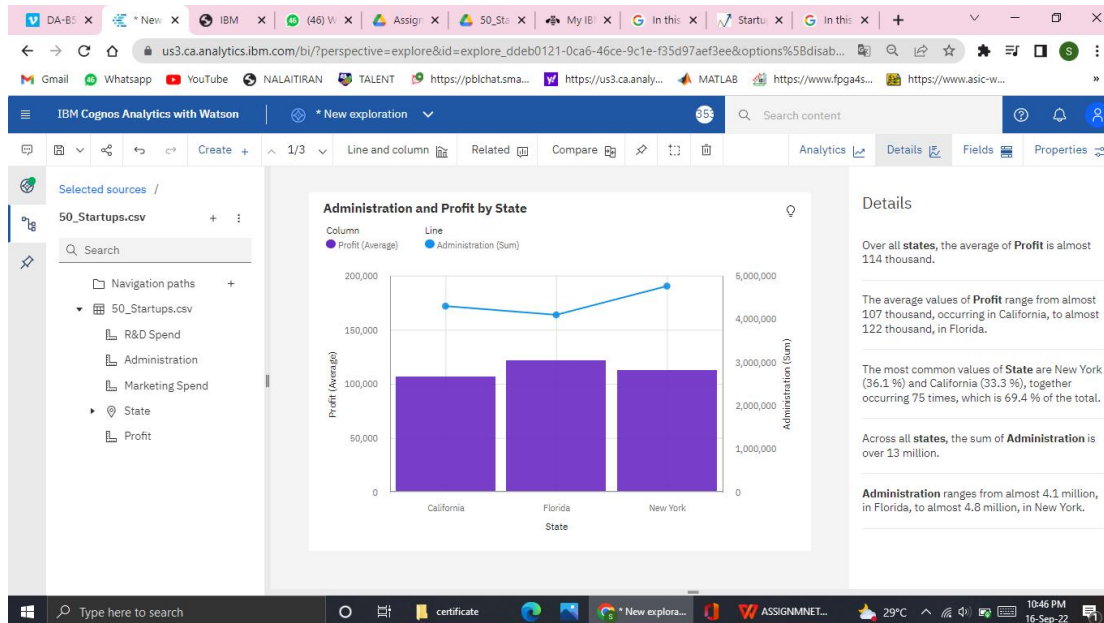 DA-B5
* New
IBM
(46) W
Assign
50_Sta
My IB
In this
Startu
In this
us3.ca.analytics.ibm.com/bi/?perspective=explore&id=explore_ddeb0121-0ca6-46ce-9c1e-f35d97aef3ee&options%5Bdisab...
S
Gmail
Whatsapp
YouTube
NALAITIRAN
TALENT
https://pblchat.sma...
https://us3.ca.analy...
MATLAB
https://www.fpga4s...
https://www.asic-w...
»
IBM Cognos Analytics with Watson
* New exploration
353
Search content
Create +
1/3
Line and column
Related
Compare
Analytics
Details
Fields
Properties
Selected sources /
50_Startups.csv
Search
Navigation paths
50_Startups.csv
R&D Spend
Administration
Marketing Spend
State
Profit
Administration and Profit by State
Column
Line
Profit (Average)
Administration (Sum)
200,000
150,000
100,000
50,000
0
Profit (Average)
5,000,000
4,000,000
3,000,000
2,000,000
1,000,000
0
Administration (Sum)
California
Florida
New York
State
Details
Over all states, the average of Profit is almost
114 thousand.
The average values of Profit range from almost
107 thousand, occurring in California, to almost
122 thousand, in Florida.
The most common values of State are New York
(36.1 %) and California (33.3 %), together
occurring 75 times, which is 69.4 % of the total.
Across all states, the sum of Administration is
over 13 million.
Administration ranges from almost 4.1 million,
in Florida, to almost 4.8 million, in New York.
Type here to search
certificate
* New explora...
ASSIGNMNET...
29°C
10:46 PM
16-Sep-22